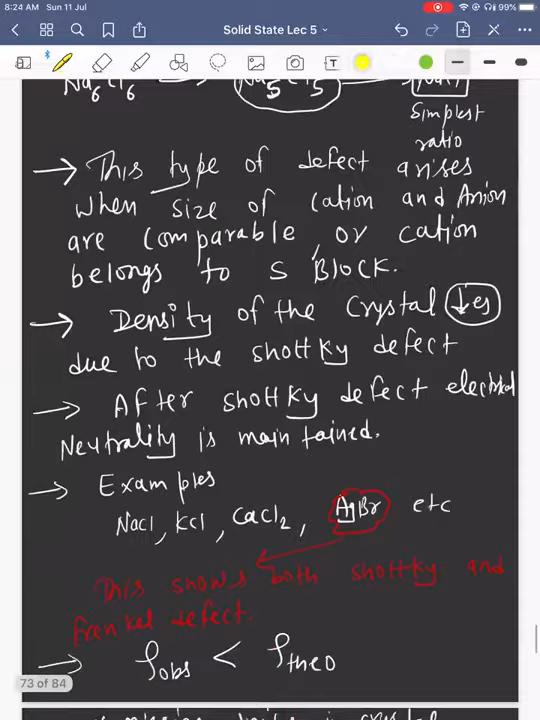 8:24 AM Sun 11 Jul 99%
Solid State Lec 5
T
Na6Cl6
Simplest
ratio
→ This type of defect arises
when size of cation and Anion
are comparable, or cation
belongs to S BLOCK.
→ Density of the crystal ↓es
due to the shottky defect
→ After shottky defect electrical
Neutrality is maintained.
→ Examples
NaCl, KCl, CaCl2, AgBr etc
This shows both shottky and
frenkel defect.
→ ρobs < ρtheo
73 of 84